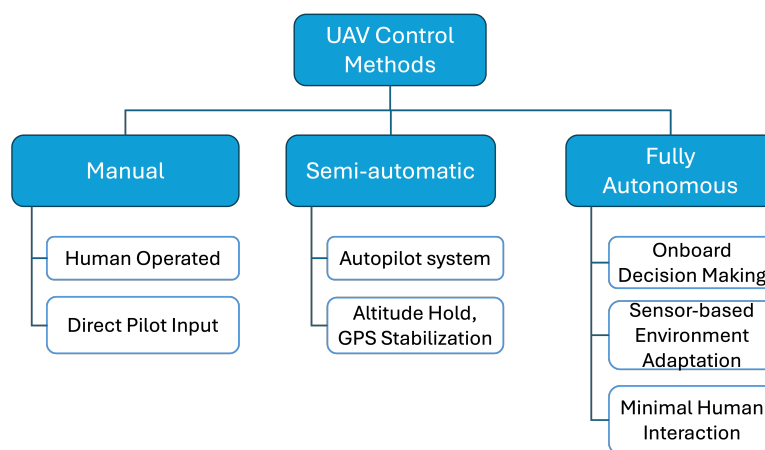 UAV Control
Methods
Manual
Semi-automatic
Fully
Autonomous
Human Operated
Direct Pilot Input
Autopilot system
Altitude Hold,
GPS Stabilization
Onboard
Decision Making
Sensor-based
Environment
Adaptation
Minimal Human
Interaction